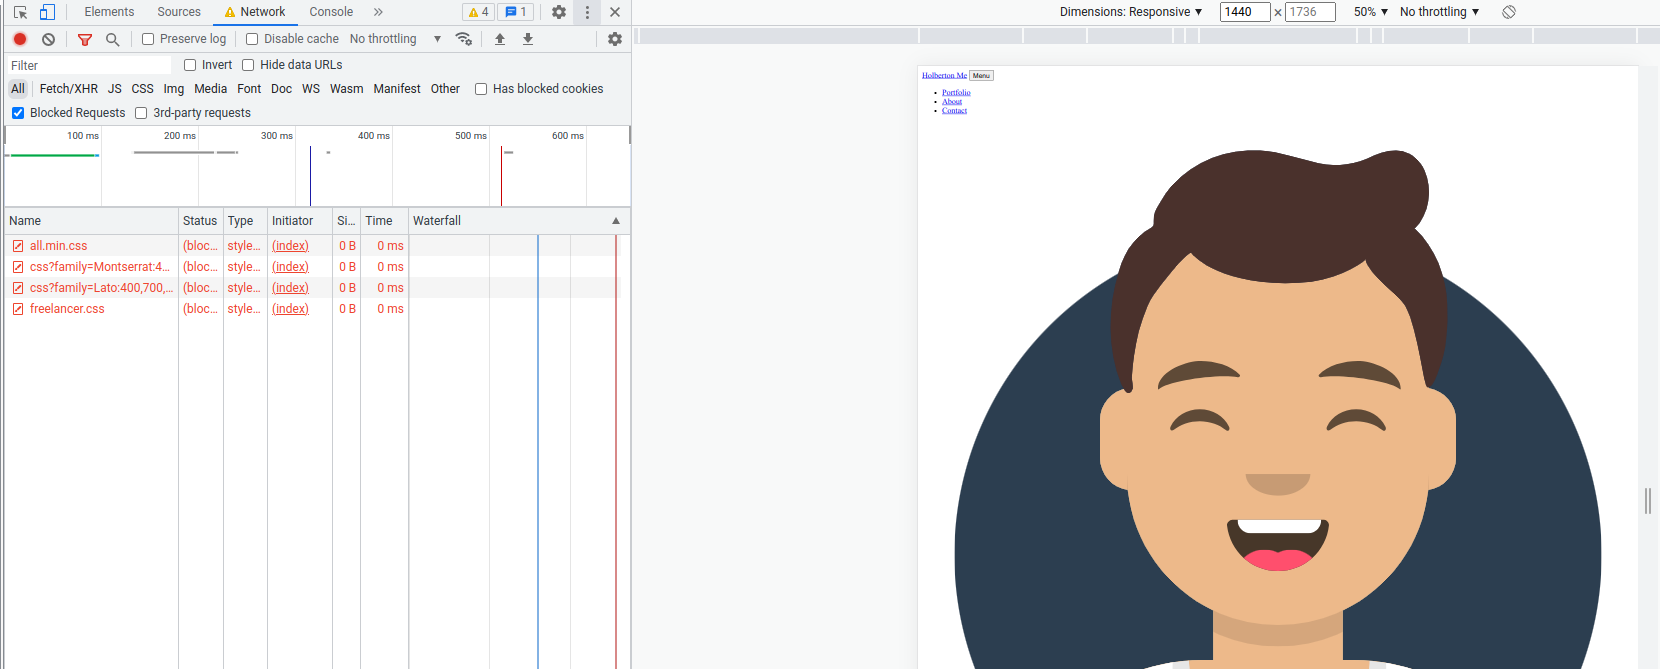 Elements Sources Network Console 4 1
Dimensions: Responsive 1440 × 1736 50% No throttling
Preserve log Disable cache No throttling
Filter Invert Hide data URLs
All Fetch/XHR JS CSS Img Media Font Doc WS Wasm Manifest Other Has blocked cookies
Blocked Requests 3rd-party requests
100 ms 200 ms 300 ms 400 ms 500 ms 600 ms
Name Status Type Initiator Si... Time Waterfall
all.min.css (bloc... style... (index) 0 B 0 ms
css?family=Montserrat:4... (bloc... style... (index) 0 B 0 ms
css?family=Lato:400,700,... (bloc... style... (index) 0 B 0 ms
freelancer.css (bloc... style... (index) 0 B 0 ms
Holberton Me Menu
Portfolio
About
Contact